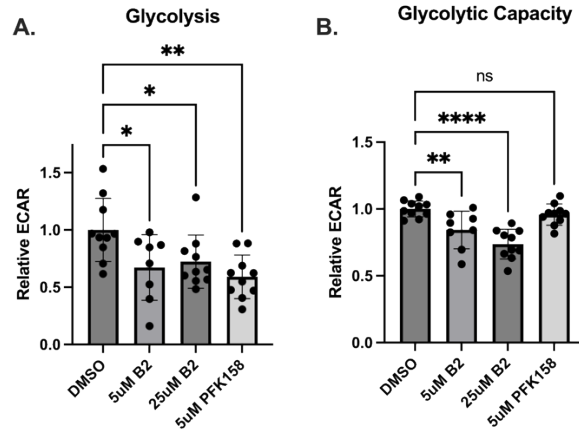 A.
Glycolysis
**
*
*
Relative ECAR
1.5
1.0
0.5
0.0
DMSO
5uM B2
25uM B2
5uM PFK158
B.
Glycolytic Capacity
ns
****
**
Relative ECAR
1.5
1.0
0.5
0.0
DMSO
5uM B2
25uM B2
5uM PFK158